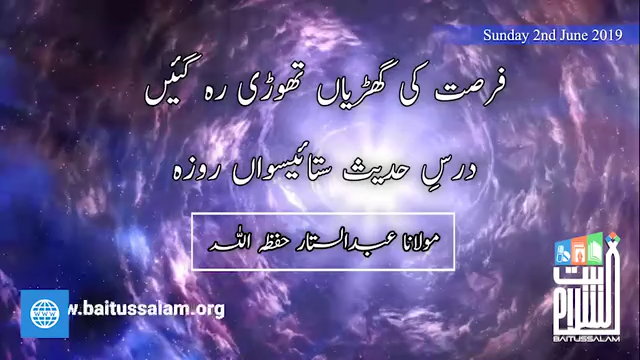 Sunday 2nd June 2019
فرصت کی گھڑیاں تھوڑی رہ گئیں
درسِ حدیث ستائیسواں روزہ
مولانا عبدالستار حفظہ اللہ
w.baitussalam.org
WWW
بیت السلام
BAITUSSALAM